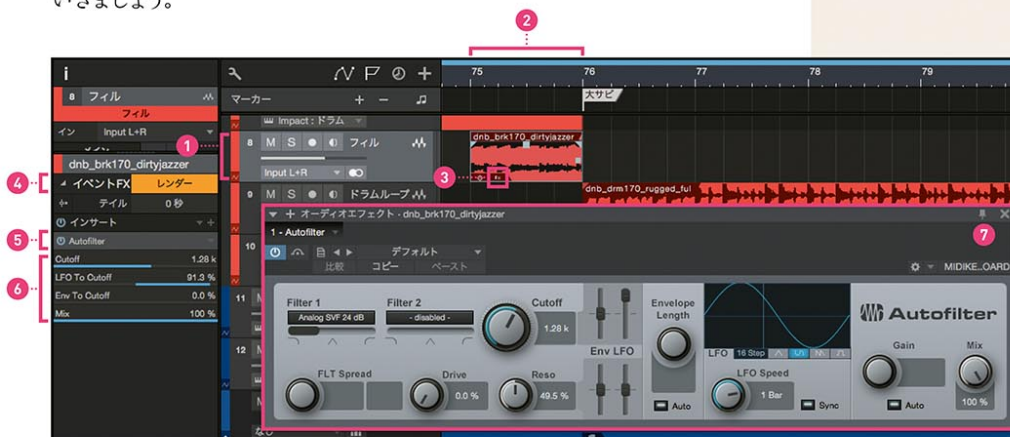 いきましょう。
2
i
75
76
77
78
79
8 フィル
マーカー
大サビ
フィル
Impact : ドラム
イン Input L+R
1
8 M S フィル
dnb_brk170_dirtyjazzer
dnb_brk170_dirtyjazzer
Input L+R
3
4
イベントFX レンダー
テイル 0 秒
9 M S ドラムループ
dnb_drm170_rugged_ful
インサート
オーディオエフェクト - dnb_brk170_dirtyjazzer
5
Autofilter
1 - Autofilter
7
10
6
Cutoff 1.28 k
デフォルト
LFO To Cutoff 91.3 %
比較 コピー ペースト
MIDIKE...OARD
Env To Cutoff 0.0 %
Mix 100 %
11
Filter 1
Filter 2
Cutoff
Envelope Length
Analog SVF 24 dB
- disabled -
1.28 k
Autofilter
12
Env LFO
LFO 16 Step
Gain
Mix
FLT Spread
Drive
Reso
LFO Speed
0.0 %
49.5 %
1 Bar
Sync
Auto
Auto
100 %
なし